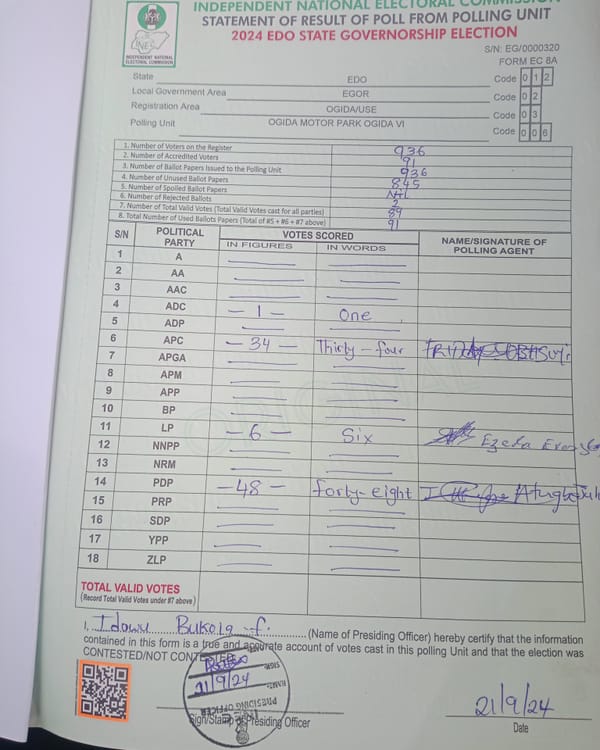 INDEPENDENT NATIONAL ELECTORAL COMMISSION
STATEMENT OF RESULT OF POLL FROM POLLING UNIT
2024 EDO STATE GOVERNORSHIP ELECTION
INEC
INDEPENDENT NATIONAL
ELECTORAL COMMISSION
S/N: EG/0000320
FORM EC 8A
State EDO Code 0 1 2
Local Government Area EGOR Code 0 2
Registration Area OGIDA/USE Code 0 3
Polling Unit OGIDA MOTOR PARK OGIDA VI Code 0 0 6
1. Number of Voters on the Register 936
2. Number of Accredited Voters 91
3. Number of Ballot Papers Issued to the Polling Unit 936
4. Number of Unused Ballot Papers 845
5. Number of Spoiled Ballot Papers Nil
6. Number of Rejected Ballots 2
7. Number of Total Valid Votes (Total Valid Votes cast for all parties) 89
8. Total Number of Used Ballots Papers (Total of #5 + #6 + #7 above) 91
S/N POLITICAL PARTY VOTES SCORED NAME/SIGNATURE OF POLLING AGENT
IN FIGURES IN WORDS
1 A
2 AA
3 AAC
4 ADC - 1 - One
5 ADP
6 APC - 34 - Thirty-four
7 APGA
8 APM
9 APP
10 BP
11 LP - 6 - Six
12 NNPP
13 NRM
14 PDP - 48 - forty-eight
15 PRP
16 SDP
17 YPP
18 ZLP
TOTAL VALID VOTES
(Record Total Valid Votes under #7 above)
I, Idowu Bukola f. (Name of Presiding Officer) hereby certify that the information
contained in this form is a true and accurate account of votes cast in this polling Unit and that the election was
CONTESTED/NOT CONTESTED
21/9/24
PRESIDING OFFICER
Sign/Stamp of Presiding Officer
21/9/24
Date